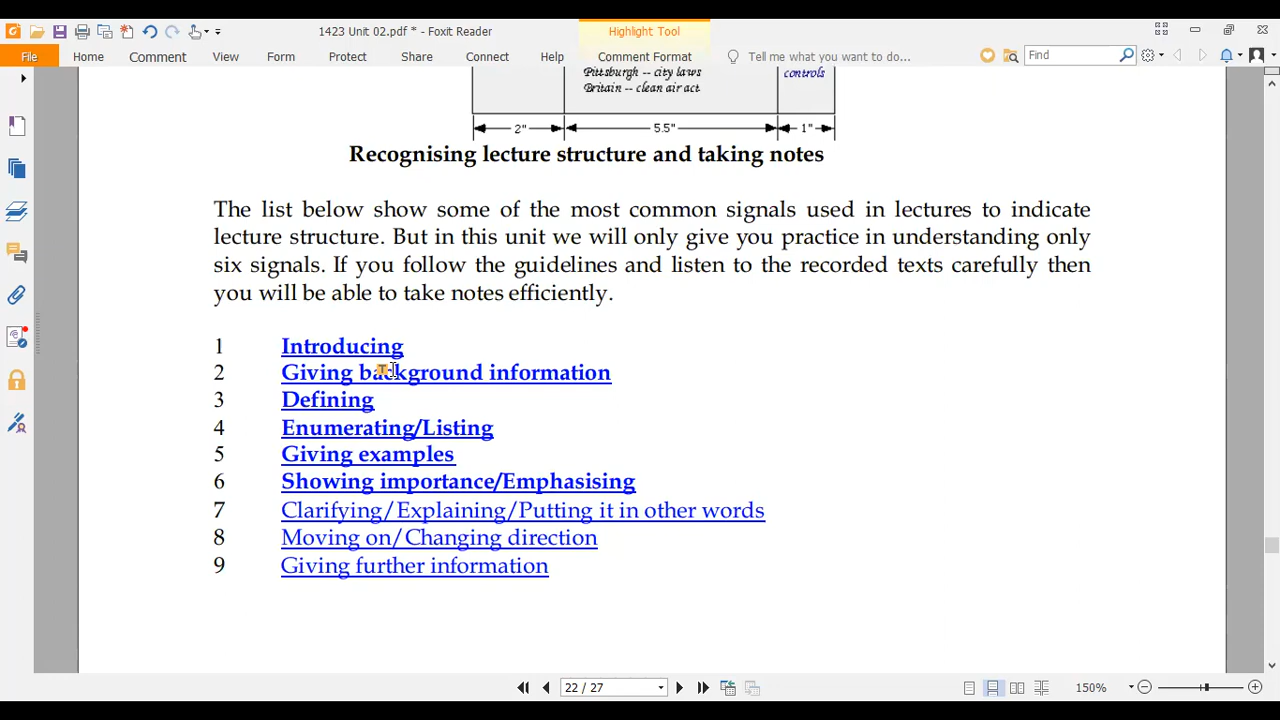 1423 Unit 02.pdf * - Foxit Reader
Highlight Tool
File Home Comment View Form Protect Share Connect Help Comment Format Tell me what you want to do... Find
Pittsburgh -- city laws
controls
Britain -- clean air act
2" 5.5" 1"
Recognising lecture structure and taking notes
The list below show some of the most common signals used in lectures to indicate
lecture structure. But in this unit we will only give you practice in understanding only
six signals. If you follow the guidelines and listen to the recorded texts carefully then
you will be able to take notes efficiently.
1 Introducing
2 Giving background information
3 Defining
4 Enumerating/Listing
5 Giving examples
6 Showing importance/Emphasising
7 Clarifying/Explaining/Putting it in other words
8 Moving on/Changing direction
9 Giving further information
22 / 27
150%